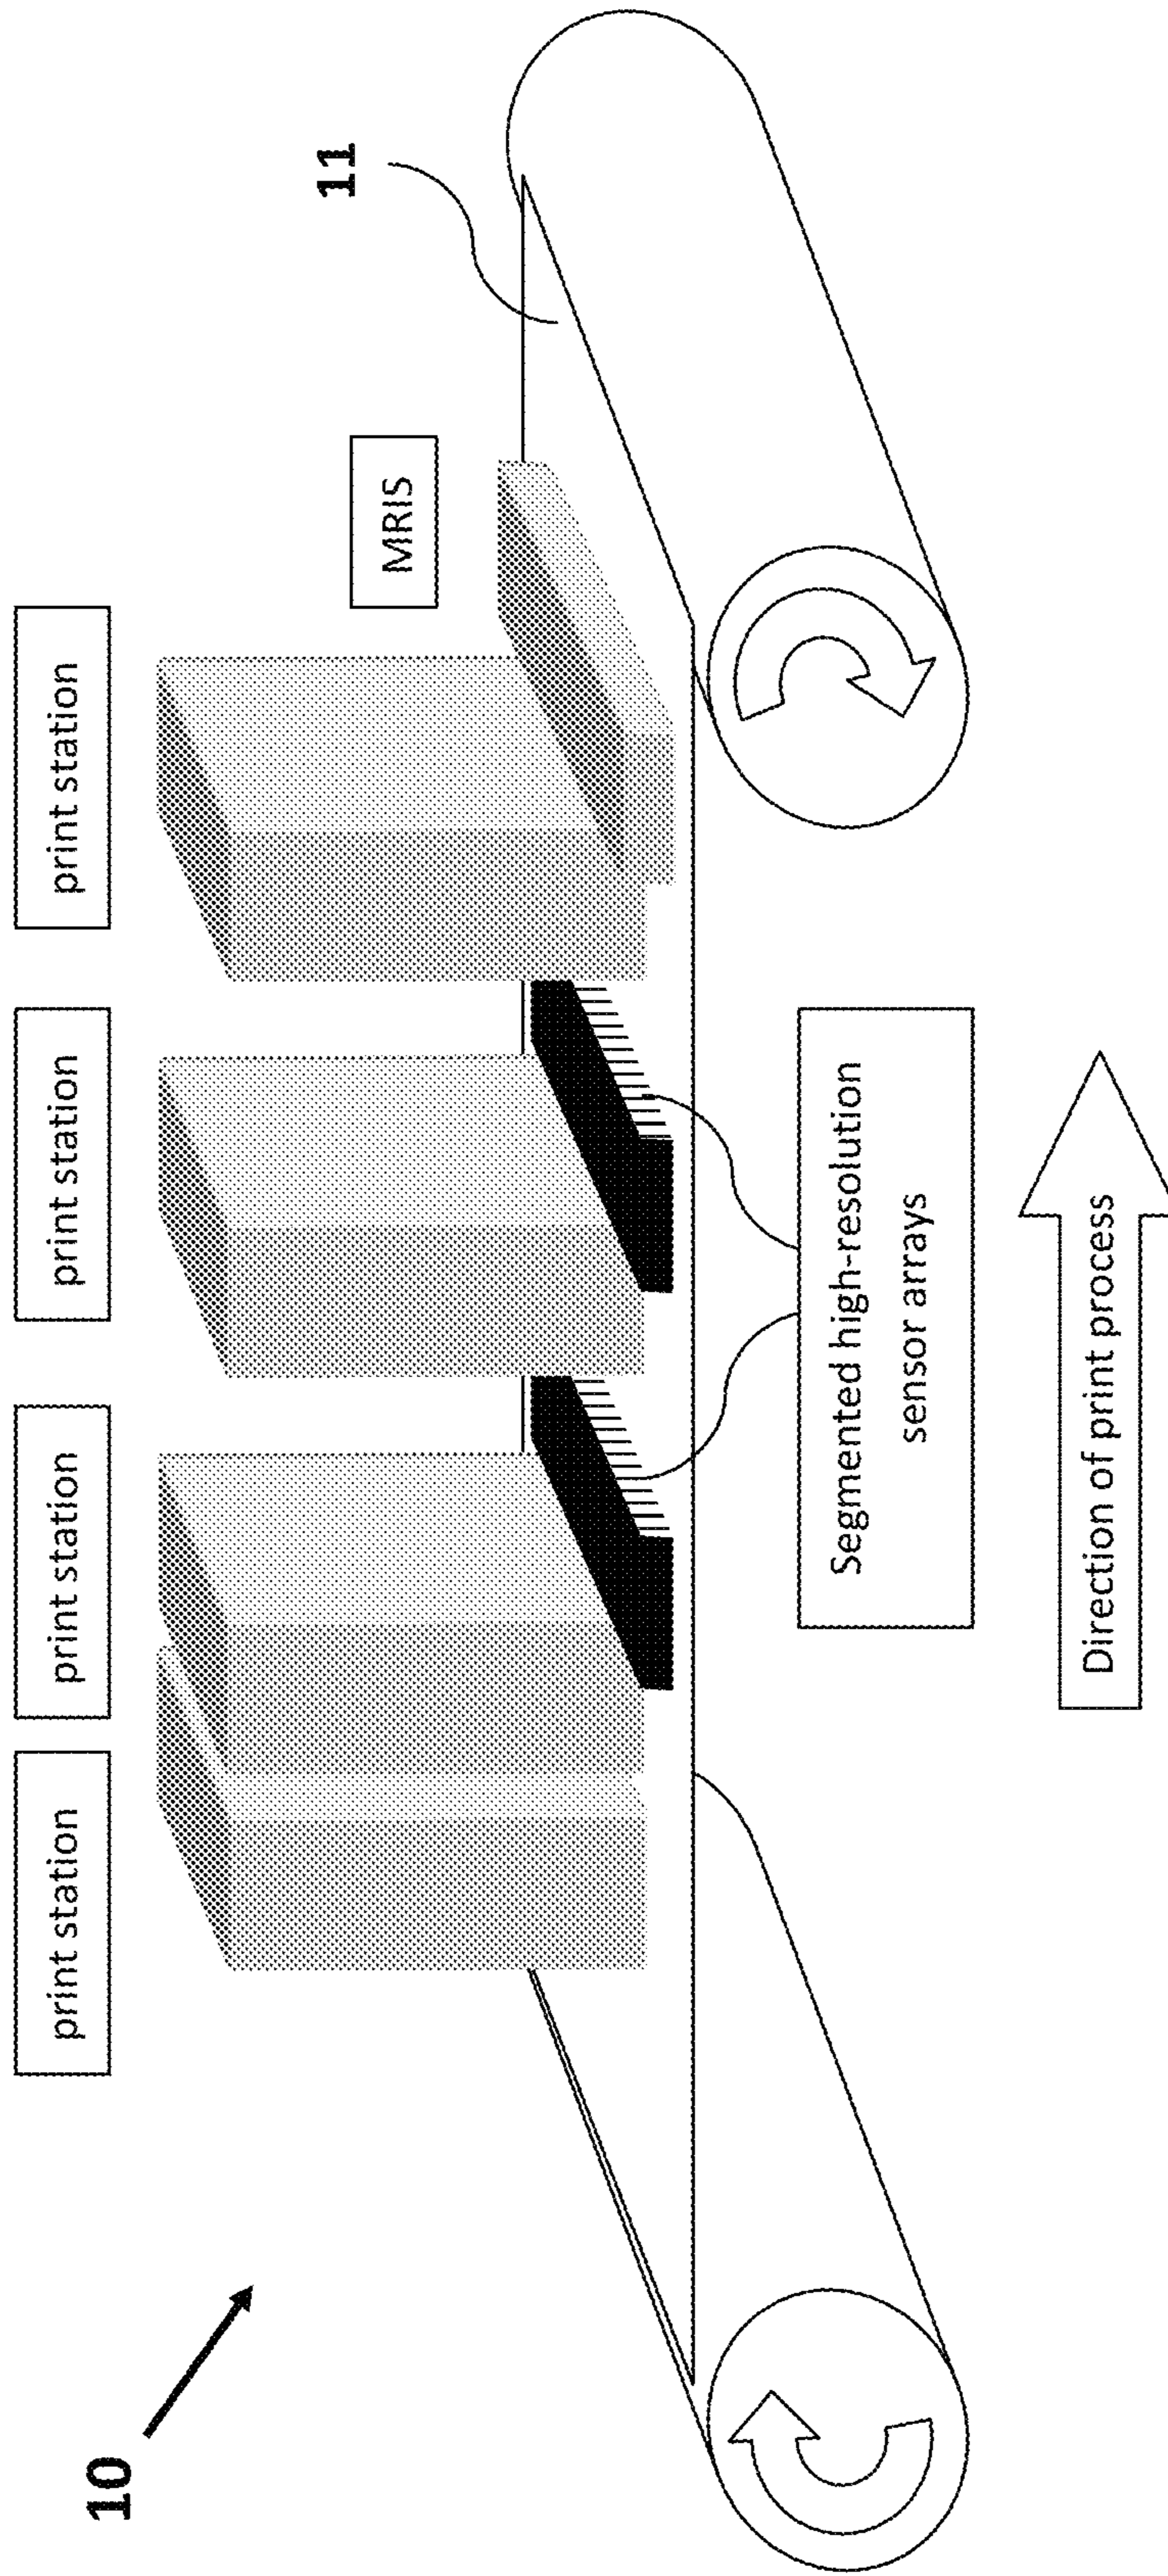 10
print station
print station
print station
print station
MRIS
11
Segmented high-resolution
sensor arrays
Direction of print process